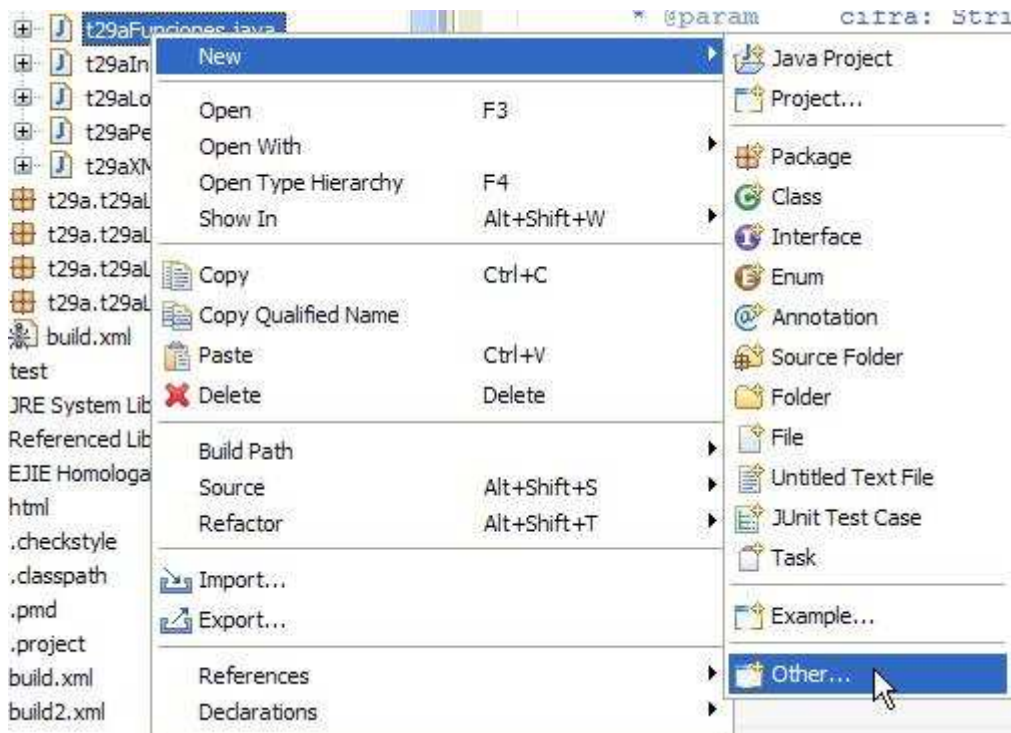 t29aFunciones.java
t29aIn
t29aLo
t29aPe
t29aXM
t29a.t29aL
t29a.t29aL
t29a.t29aL
t29a.t29aL
build.xml
test
JRE System Lib
Referenced Lib
EJIE Homologa
html
.checkstyle
.classpath
.pmd
.project
build.xml
build2.xml
* @param cifra: Stri
New
Open F3
Open With
Open Type Hierarchy F4
Show In Alt+Shift+W
Copy Ctrl+C
Copy Qualified Name
Paste Ctrl+V
Delete Delete
Build Path
Source Alt+Shift+S
Refactor Alt+Shift+T
Import...
Export...
References
Declarations
Java Project
Project...
Package
Class
Interface
Enum
Annotation
Source Folder
Folder
File
Untitled Text File
JUnit Test Case
Task
Example...
Other...